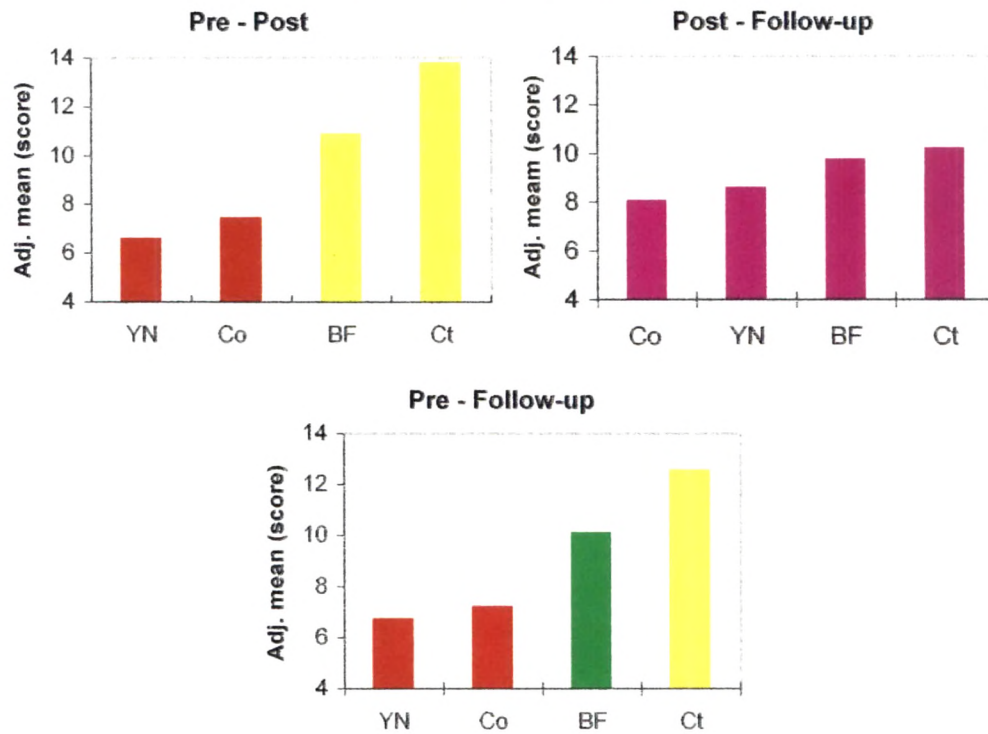 Pre - Post
Adj. mean (score)
14
12
10
8
6
4
YN Co BF Ct
Post - Follow-up
Adj. meam (score)
14
12
10
8
6
4
Co YN BF Ct
Pre - Follow-up
Adj. mean (score)
14
12
10
8
6
4
YN Co BF Ct